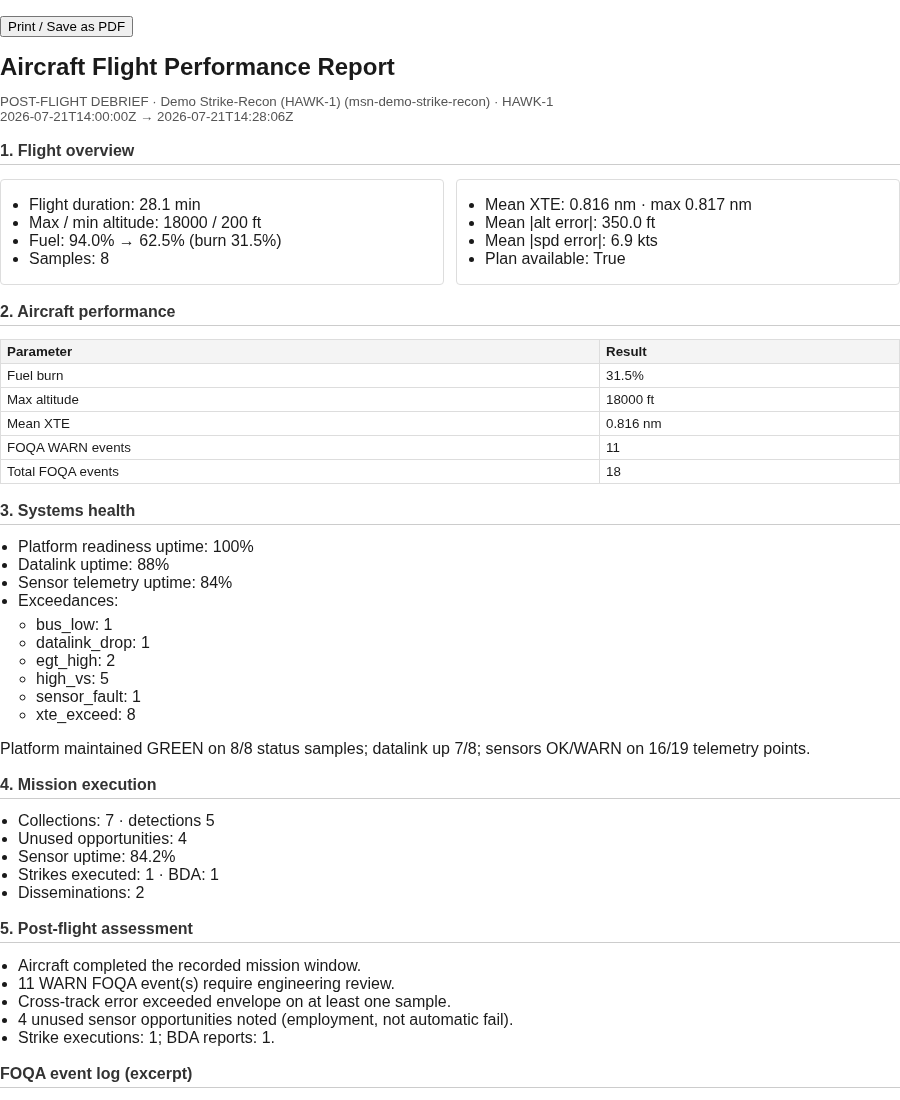 Print / Save as PDF
Aircraft Flight Performance Report
POST-FLIGHT DEBRIEF · Demo Strike-Recon (HAWK-1) (msn-demo-strike-recon) · HAWK-1
2026-07-21T14:00:00Z → 2026-07-21T14:28:06Z
1. Flight overview
Flight duration: 28.1 min
Max / min altitude: 18000 / 200 ft
Fuel: 94.0% → 62.5% (burn 31.5%)
Samples: 8
Mean XTE: 0.816 nm · max 0.817 nm
Mean |alt error|: 350.0 ft
Mean |spd error|: 6.9 kts
Plan available: True
2. Aircraft performance
Parameter Result
Fuel burn 31.5%
Max altitude 18000 ft
Mean XTE 0.816 nm
FOQA WARN events 11
Total FOQA events 18
3. Systems health
Platform readiness uptime: 100%
Datalink uptime: 88%
Sensor telemetry uptime: 84%
Exceedances:
bus_low: 1
datalink_drop: 1
egt_high: 2
high_vs: 5
sensor_fault: 1
xte_exceed: 8
Platform maintained GREEN on 8/8 status samples; datalink up 7/8; sensors OK/WARN on 16/19 telemetry points.
4. Mission execution
Collections: 7 · detections 5
Unused opportunities: 4
Sensor uptime: 84.2%
Strikes executed: 1 · BDA: 1
Disseminations: 2
5. Post-flight assessment
Aircraft completed the recorded mission window.
11 WARN FOQA event(s) require engineering review.
Cross-track error exceeded envelope on at least one sample.
4 unused sensor opportunities noted (employment, not automatic fail).
Strike executions: 1; BDA reports: 1.
FOQA event log (excerpt)